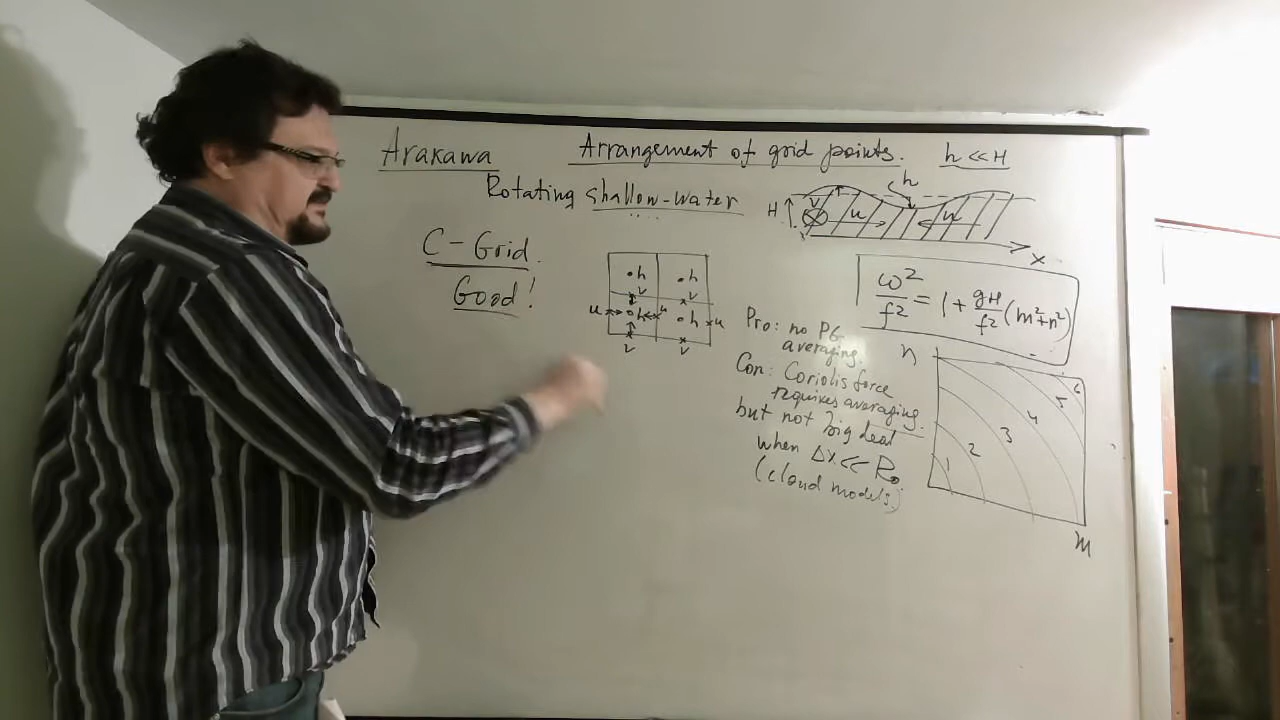 Arakawa
Arrangement of grid points.
h << H
Rotating shallow-water
h
H
v
u
u
x
C-Grid.
Good!
h
h
v
v
u
h
u
h
u
v
v
ω²/f² = 1 + gH/f² (m²+n²)
Pro: no PG
averaging.
Con: Coriolis force
requires averaging.
but not big deal
when Δx << R₀
(cloud models)
n
1
2
3
4
5
6
m